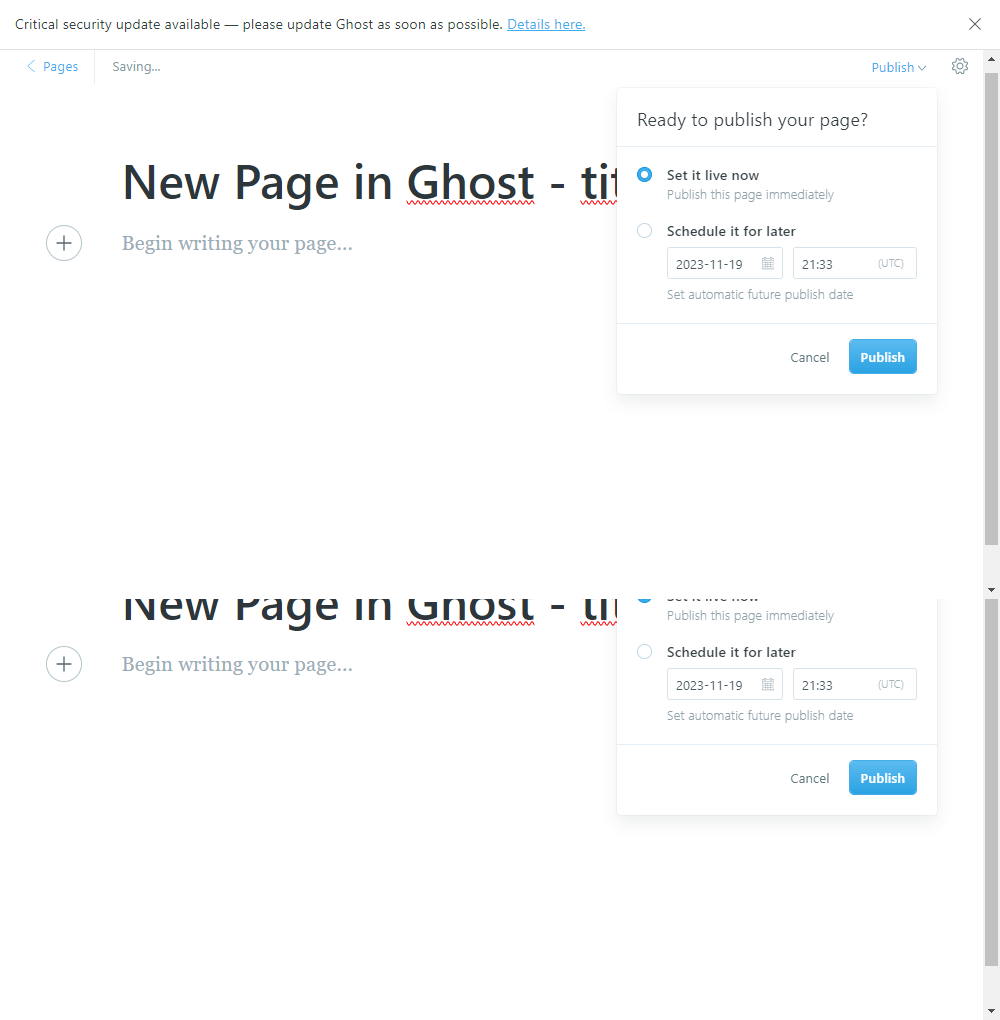 Critical security update available — please update Ghost as soon as possible. Details here.
Pages
Saving...
Publish
Ready to publish your page?
New Page in Ghost - tit
Set it live now
Publish this page immediately
Begin writing your page...
Schedule it for later
2023-11-19
21:33
(UTC)
Set automatic future publish date
Cancel
Publish
New Page in Ghost - tit
Set it live now
Publish this page immediately
Begin writing your page...
Schedule it for later
2023-11-19
21:33
(UTC)
Set automatic future publish date
Cancel
Publish